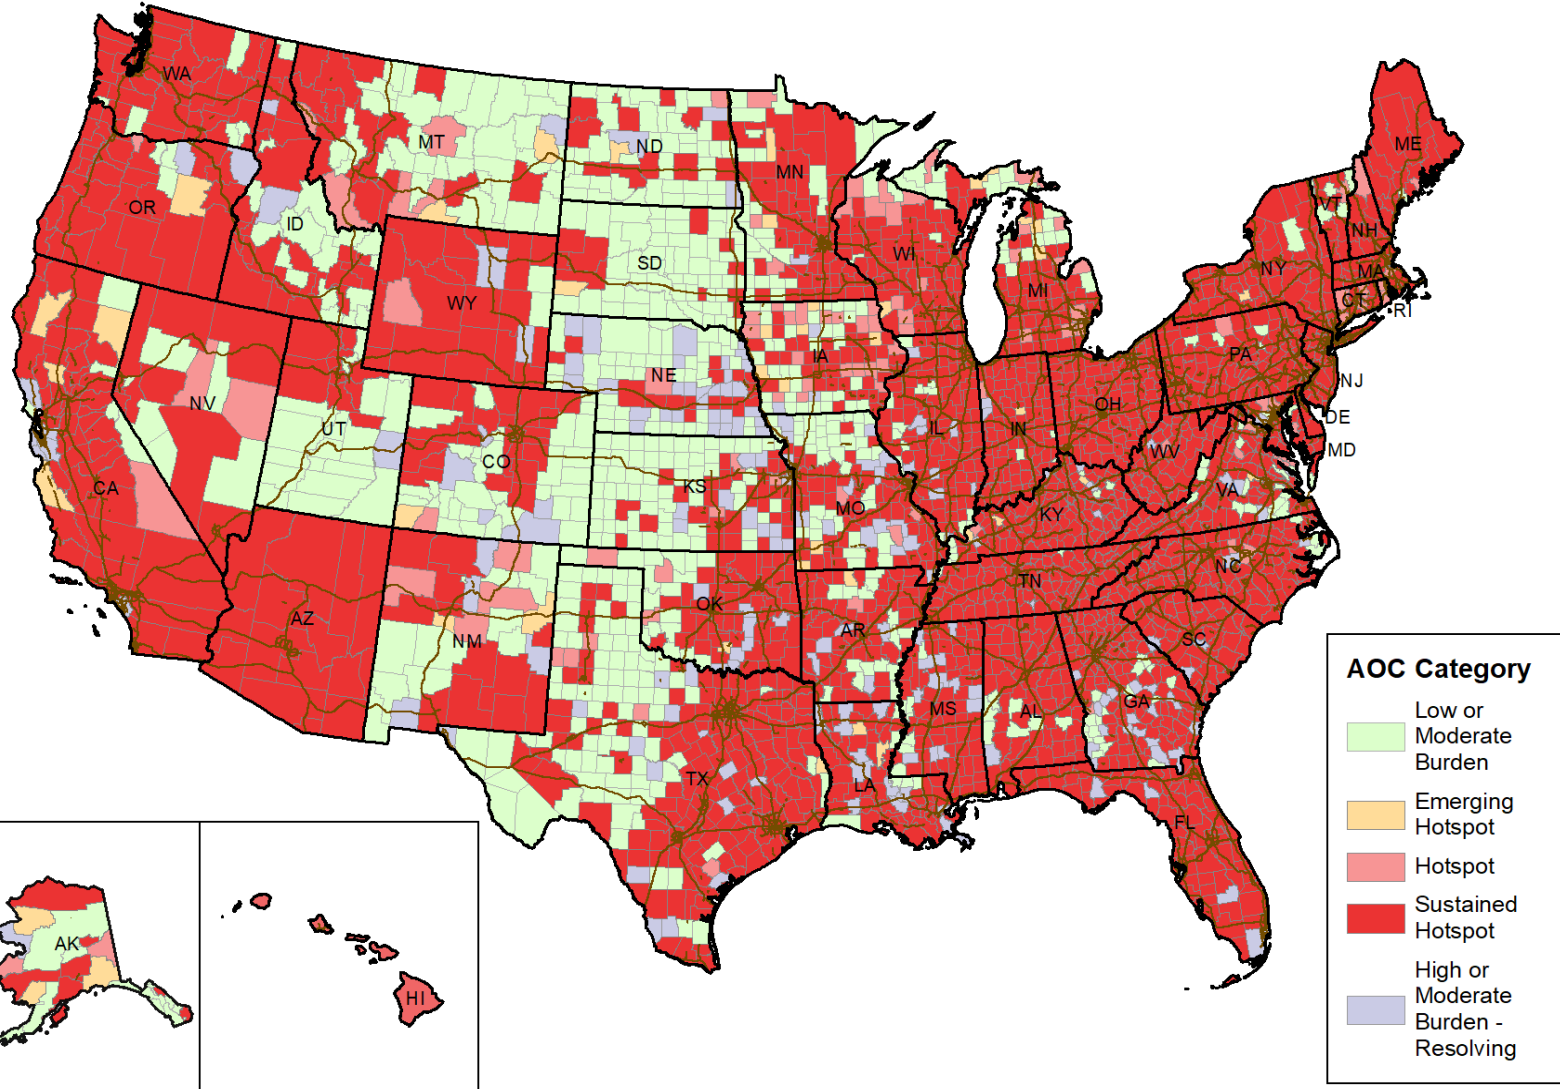 WA
MT
ND
MN
ME
OR
ID
SD
WI
MI
VT
NH
NY
MA
CT
RI
WY
IA
PA
NJ
NV
NE
OH
DE
UT
CO
IL
IN
WV
MD
CA
KS
MO
KY
VA
AZ
NM
OK
AR
TN
NC
SC
TX
LA
MS
AL
GA
FL
AK
HI
AOC Category
Low or
Moderate
Burden
Emerging
Hotspot
Hotspot
Sustained
Hotspot
High or
Moderate
Burden -
Resolving